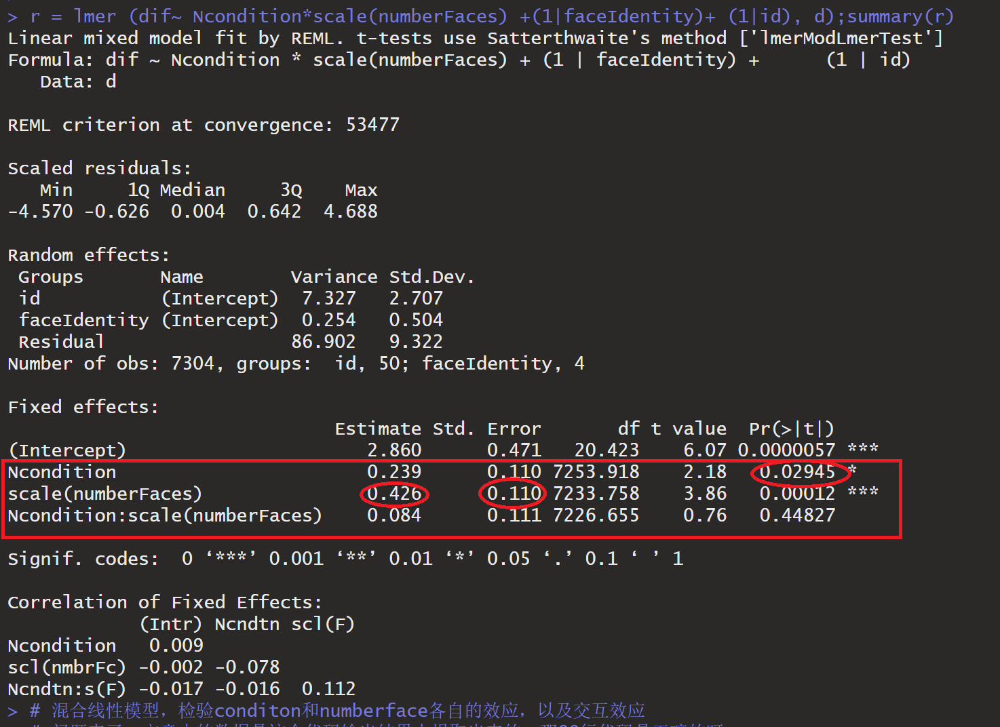 > r = lmer (dif~ Ncondition*scale(numberFaces) +(1|faceIdentity)+ (1|id), d);summary(r)
Linear mixed model fit by REML. t-tests use Satterthwaite's method ['lmerModLmerTest']
Formula: dif ~ Ncondition * scale(numberFaces) + (1 | faceIdentity) + (1 | id)
Data: d
REML criterion at convergence: 53477
Scaled residuals:
Min 1Q Median 3Q Max
-4.570 -0.626 0.004 0.642 4.688
Random effects:
Groups Name Variance Std.Dev.
id (Intercept) 7.327 2.707
faceIdentity (Intercept) 0.254 0.504
Residual 86.902 9.322
Number of obs: 7304, groups: id, 50; faceIdentity, 4
Fixed effects:
Estimate Std. Error df t value Pr(>|t|)
(Intercept) 2.860 0.471 20.423 6.07 0.0000057 ***
Ncondition 0.239 0.110 7253.918 2.18 0.02945 *
scale(numberFaces) 0.426 0.110 7233.758 3.86 0.00012 ***
Ncondition:scale(numberFaces) 0.084 0.111 7226.655 0.76 0.44827
Signif. codes: 0 ‘***’ 0.001 ‘**’ 0.01 ‘*’ 0.05 ‘.’ 0.1 ‘ ’ 1
Correlation of Fixed Effects:
(Intr) Ncndtn scl(F)
Ncondition 0.009
scl(nmbrFc) -0.002 -0.078
Ncndtn:s(F) -0.017 -0.016 0.112
> # 混合线性模型，检验conditon和numberface各自的效应，以及交互效应